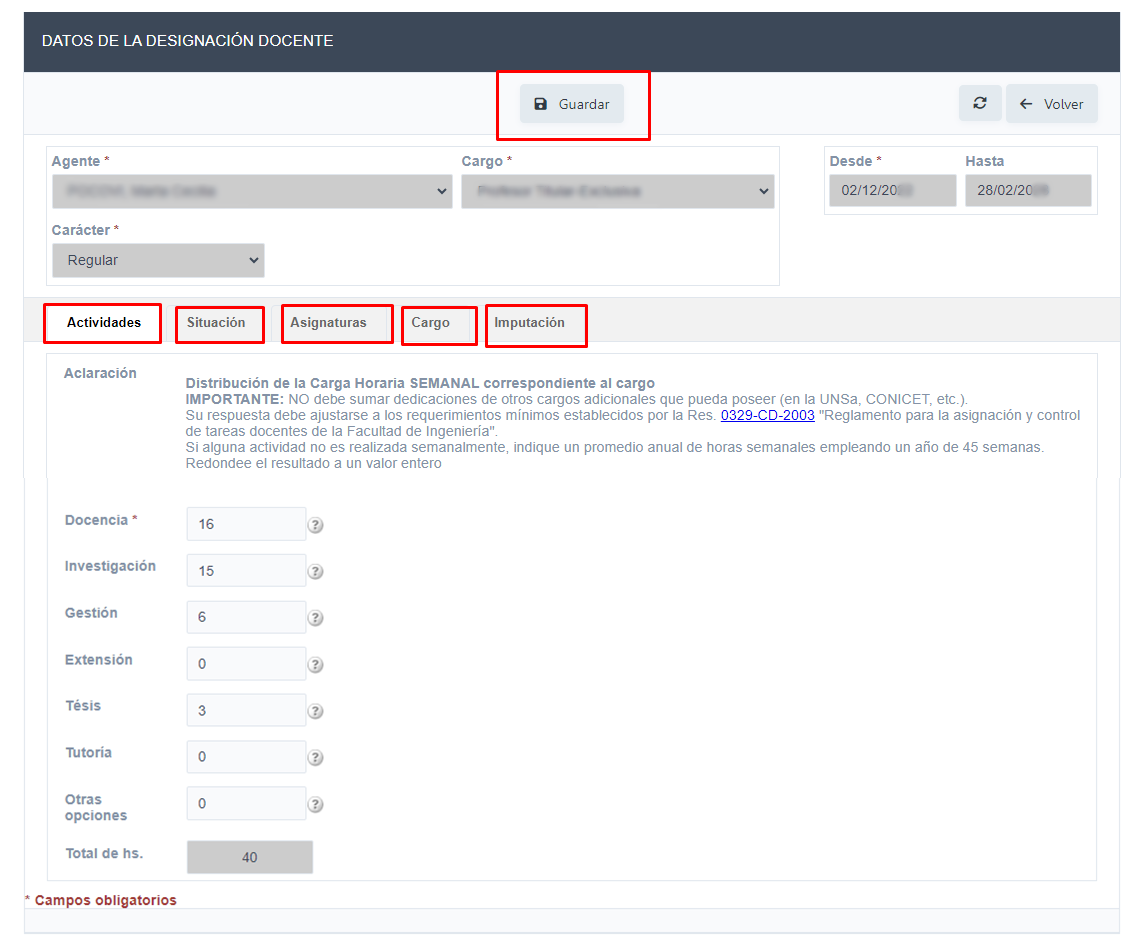 DATOS DE LA DESIGNACIÓN DOCENTE
Guardar
Volver
Agente *
Cargo *
Desde *
Hasta
02/12/20
28/02/20
Carácter *
Regular
Actividades
Situación
Asignaturas
Cargo
Imputación
Aclaración
Distribución de la Carga Horaria SEMANAL correspondiente al cargo
IMPORTANTE: NO debe sumar dedicaciones de otros cargos adicionales que pueda poseer (en la UNSa, CONICET, etc.).
Su respuesta debe ajustarse a los requerimientos mínimos establecidos por la Res. 0329-CD-2003 "Reglamento para la asignación y control
de tareas docentes de la Facultad de Ingeniería".
Si alguna actividad no es realizada semanalmente, indique un promedio anual de horas semanales empleando un año de 45 semanas.
Redondee el resultado a un valor entero
Docencia * 16 ?
Investigación 15 ?
Gestión 6 ?
Extensión 0 ?
Tésis 3 ?
Tutoría 0 ?
Otras
opciones 0 ?
Total de hs. 40
* Campos obligatorios